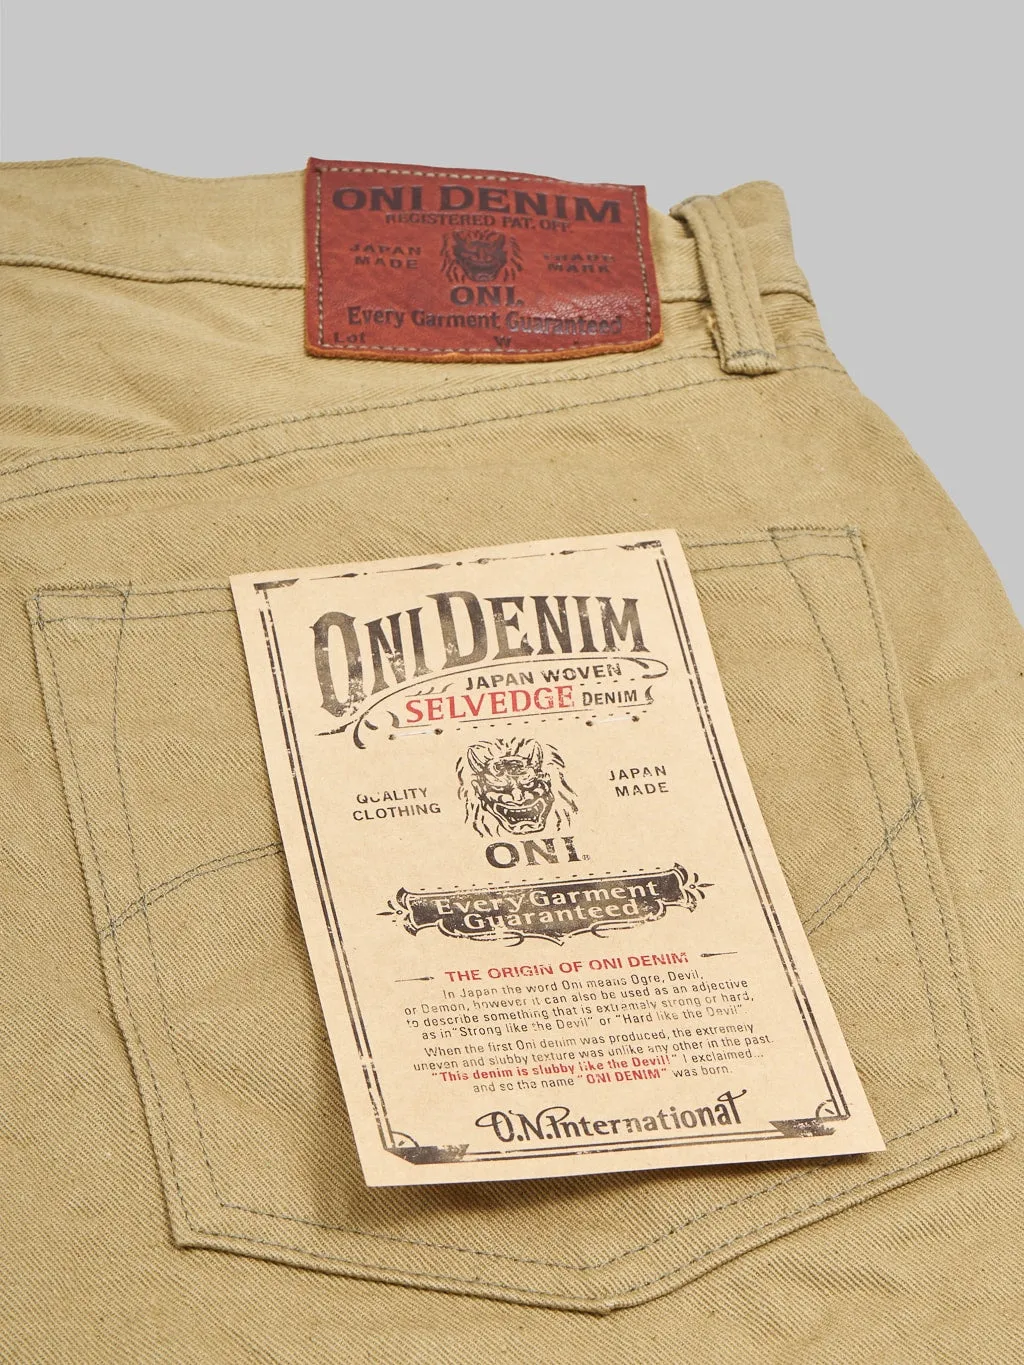 ONI DENIM
REGISTERED PAT. OFF.
JAPAN
MADE
TRADE
MARK
ONI.
Every Garment Guaranteed
Lot W
ONI DENIM
JAPAN WOVEN
SELVEDGE DENIM
QUALITY
CLOTHING
JAPAN
MADE
ONI®
Every Garment
Guaranteed.
THE ORIGIN OF ONI DENIM
In Japan the word Oni means Ogre, Devil,
or Demon, however it can also be used as an adjective
to describe something that is extremely strong or hard,
as in "Strong like the Devil" or "Hard like the Devil"
When the first Oni denim was produced, the extremely
uneven and slubby texture was unlike any other in the past.
"This denim is slubby like the Devil!" I exclaimed...
and so the name "ONI DENIM" was born.
O.N.International